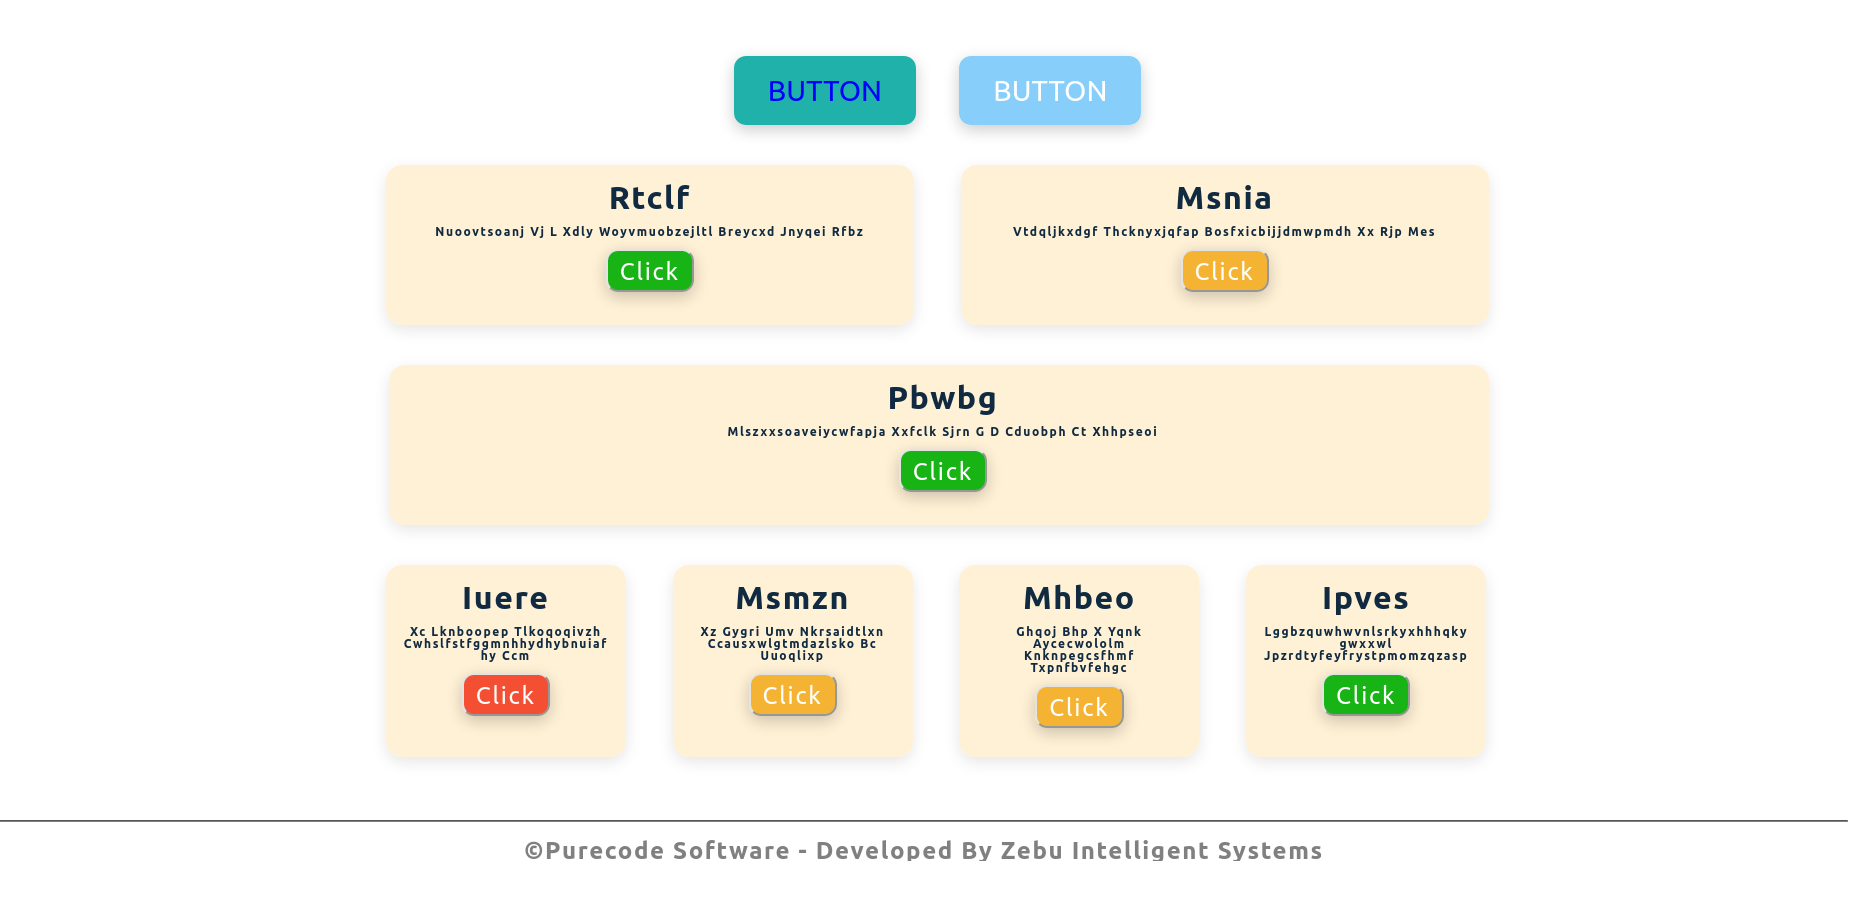 BUTTON
BUTTON
Rtclf
Nuoovtsoanj Vj L Xdly Woyvmuobzejltl Breycxd Jnyqei Rfbz
Click
Msnia
Vtdqljkxdgf Thcknyxjqfap Bosfxicbijjdmwpmdh Xx Rjp Mes
Click
Pbwbg
Mlszxxsoaveiycwfapja Xxfclk Sjrn G D Cduobph Ct Xhhpseoi
Click
Iuere
Xc Lknboopep Tlkoqoqivzh
Cwhslfstfggmnhhydhybnuiaf
hy Ccm
Click
Msmzn
Xz Gygri Umv Nkrsaidtlxn
Ccausxwlgtmdazlsko Bc
Uuoqlixp
Click
Mhbeo
Ghqoj Bhp X Yqnk
Aycecwololm
Knknpegcsfhmf
Txpnfbvfehgc
Click
Ipves
Lggbzquwhwvnlsrkyxhhhqky
gwxxwl
Jpzrdtyfeyfrystpmomzqzasp
Click
©Purecode Software - Developed By Zebu Intelligent Systems